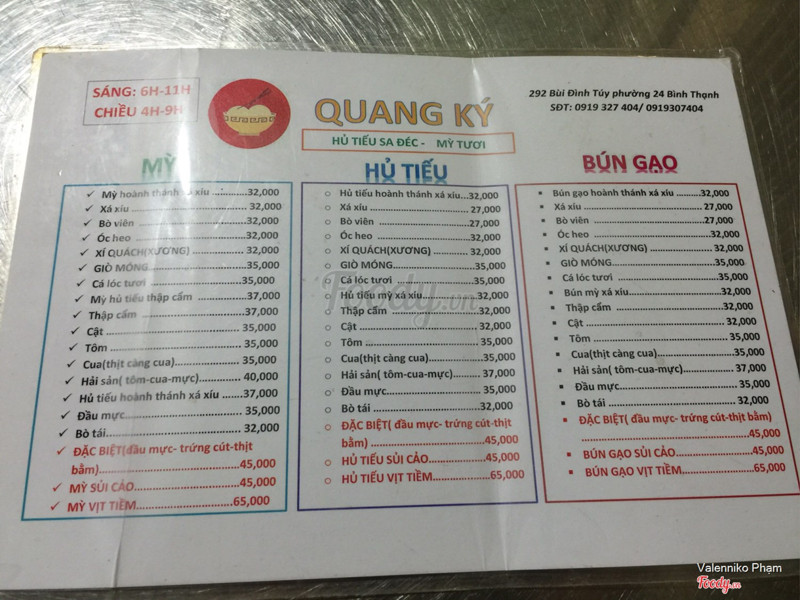 SÁNG: 6H-11H
CHIỀU 4H-9H
QUANG KÝ
HỦ TIẾU SA ĐÉC - MỲ TƯƠI
292 Bùi Đình Túy phường 24 Bình Thạnh
SĐT: 0919 327 404/ 0919307404
MỲ
✓ Mỳ hoành thánh xá xíu ...........32,000
✓ Xá xíu ................................ 32,000
✓ Bò viên ............................... 32,000
✓ Óc heo ............................... 32,000
✓ XÍ QUÁCH(XƯƠNG) ............... 32,000
✓ GIÒ MÓNG............................35,000
✓ Cá lóc tươi ..........................35,000
✓ Mỳ hủ tiếu thập cẩm ...............37,000
✓ Thập cẩm ............................37,000
✓ Cật ................................... 35,000
✓ Tôm .................................. 35,000
✓ Cua(thịt càng cua)...................35,000
✓ Hải sản( tôm-cua-mực)............ 40,000
✓ Hủ tiếu hoành thánh xá xíu .......37,000
✓ Đầu mực.............................. 35,000
✓ Bò tái................................. 32,000
✓ ĐẶC BIỆT(đầu mực- trứng cút-thịt
bằm)....................................45,000
✓ MỲ SỦI CẢO..........................45,000
✓ MỲ VỊT TIỀM.........................65,000
HỦ TIẾU
○ Hủ tiếu hoành thánh xá xíu...32,000
○ Xá xíu ............................ 27,000
○ Bò viên ............................27,000
○ Óc heo ............................32,000
○ XÍ QUÁCH(XƯƠNG) ............32,000
○ GIÒ MÓNG.......................35,000
○ Cá lóc tươi ......................35,000
○ Hủ tiếu mỳ xá xíu...............32,000
○ Thập cẩm ........................32,000
○ Cật ................................ 32,000
○ Tôm ............................... 35,000
○ Cua(thịt càng cua)...............35,000
○ Hải sản( tôm-cua-mực)..........37,000
○ Đầu mực.......................... 35,000
○ Bò tái..............................32,000
○ ĐẶC BIỆT( đầu mực- trứng cút-thịt
bằm) ................................45,000
○ HỦ TIẾU SỦI CẢO................45,000
○ HỦ TIẾU VỊT TIỀM...............65,000
BÚN GẠO
▪ Bún gạo hoành thánh xá xíu .......32,000
▪ Xá xíu ................................ 27,000
▪ Bò viên ...............................27,000
▪ Óc heo ............................... 32,000
▪ XÍ QUÁCH(XƯƠNG) ............... 32,000
▪ GIÒ MÓNG............................36,000
▪ Cá lóc tươi ..........................35,000
▪ Bún mỳ xá xíu........................32,000
▪ Thập cẩm ............................ 32,000
▪ Cật ................................... 32,000
▪ Tôm .................................. 35,000
▪ Cua(thịt càng cua)...................35,000
▪ Hải sản( tôm-cua-mực)............ 37,000
▪ Đầu mực..............................35,000
▪ Bò tái ................................ 32,000
▪ ĐẶC BIỆT( đầu mực- trứng cút-thịt bằm)
.........................................45,000
▪ BÚN GẠO SỦI CẢO...................45,000
▪ BÚN GẠO VỊT TIỀM..................65,000
Foody.vn
Valenniko Phạm
Foody.vn